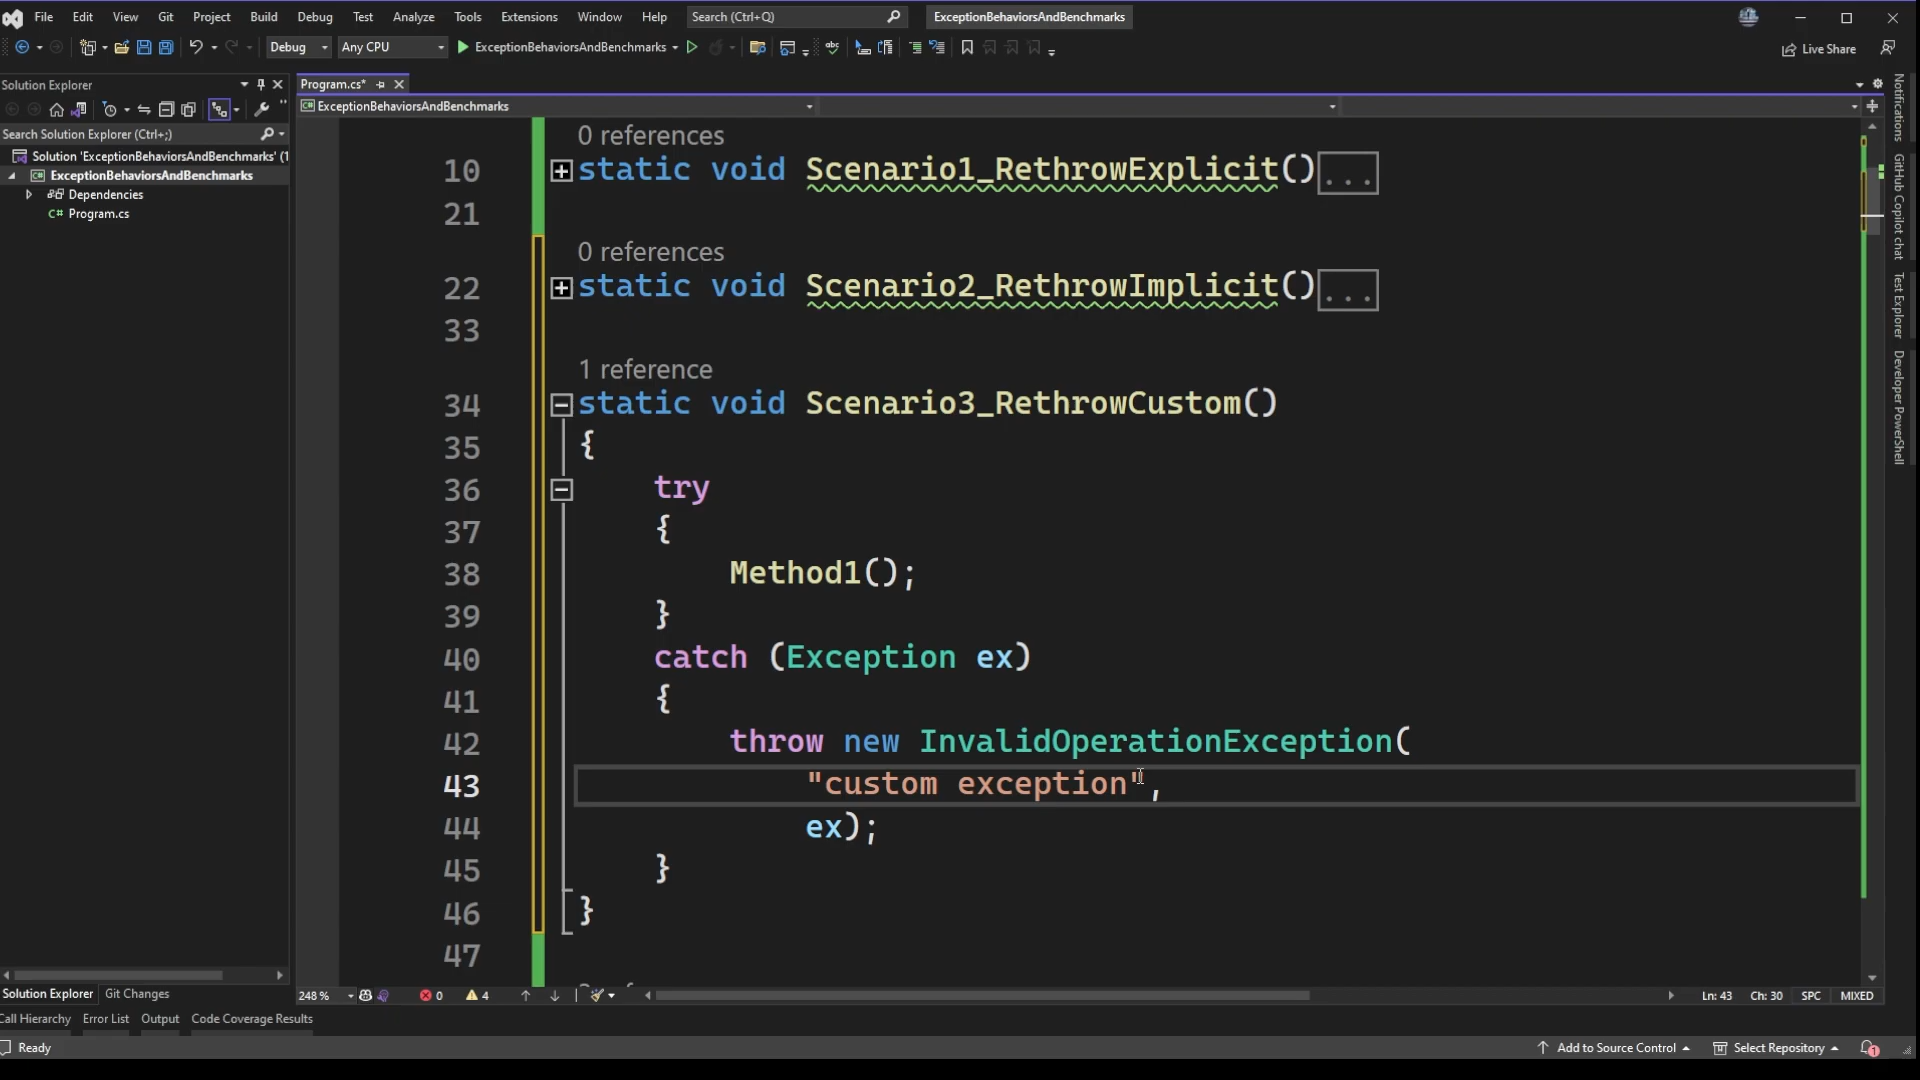 File Edit View Git Project Build Debug Test Analyze Tools Extensions Window Help Search (Ctrl+Q) ExceptionBehaviorsAndBenchmarks
Debug Any CPU ExceptionBehaviorsAndBenchmarks Live Share
Solution Explorer
Search Solution Explorer (Ctrl+;)
Solution 'ExceptionBehaviorsAndBenchmarks' (1
C# ExceptionBehaviorsAndBenchmarks
Dependencies
C# Program.cs
Program.cs*
C# ExceptionBehaviorsAndBenchmarks
0 references
10 static void Scenario1_RethrowExplicit()...
21
0 references
22 static void Scenario2_RethrowImplicit()...
33
1 reference
34 static void Scenario3_RethrowCustom()
35 {
36 try
37 {
38 Method1();
39 }
40 catch (Exception ex)
41 {
42 throw new InvalidOperationException(
43 "custom exception",
44 ex);
45 }
46 }
47
Notifications
GitHub Copilot chat
Test Explorer
Developer PowerShell
Solution Explorer Git Changes
248 % 0 4 Ln: 43 Ch: 30 SPC MIXED
Call Hierarchy Error List Output Code Coverage Results
Ready Add to Source Control Select Repository 1